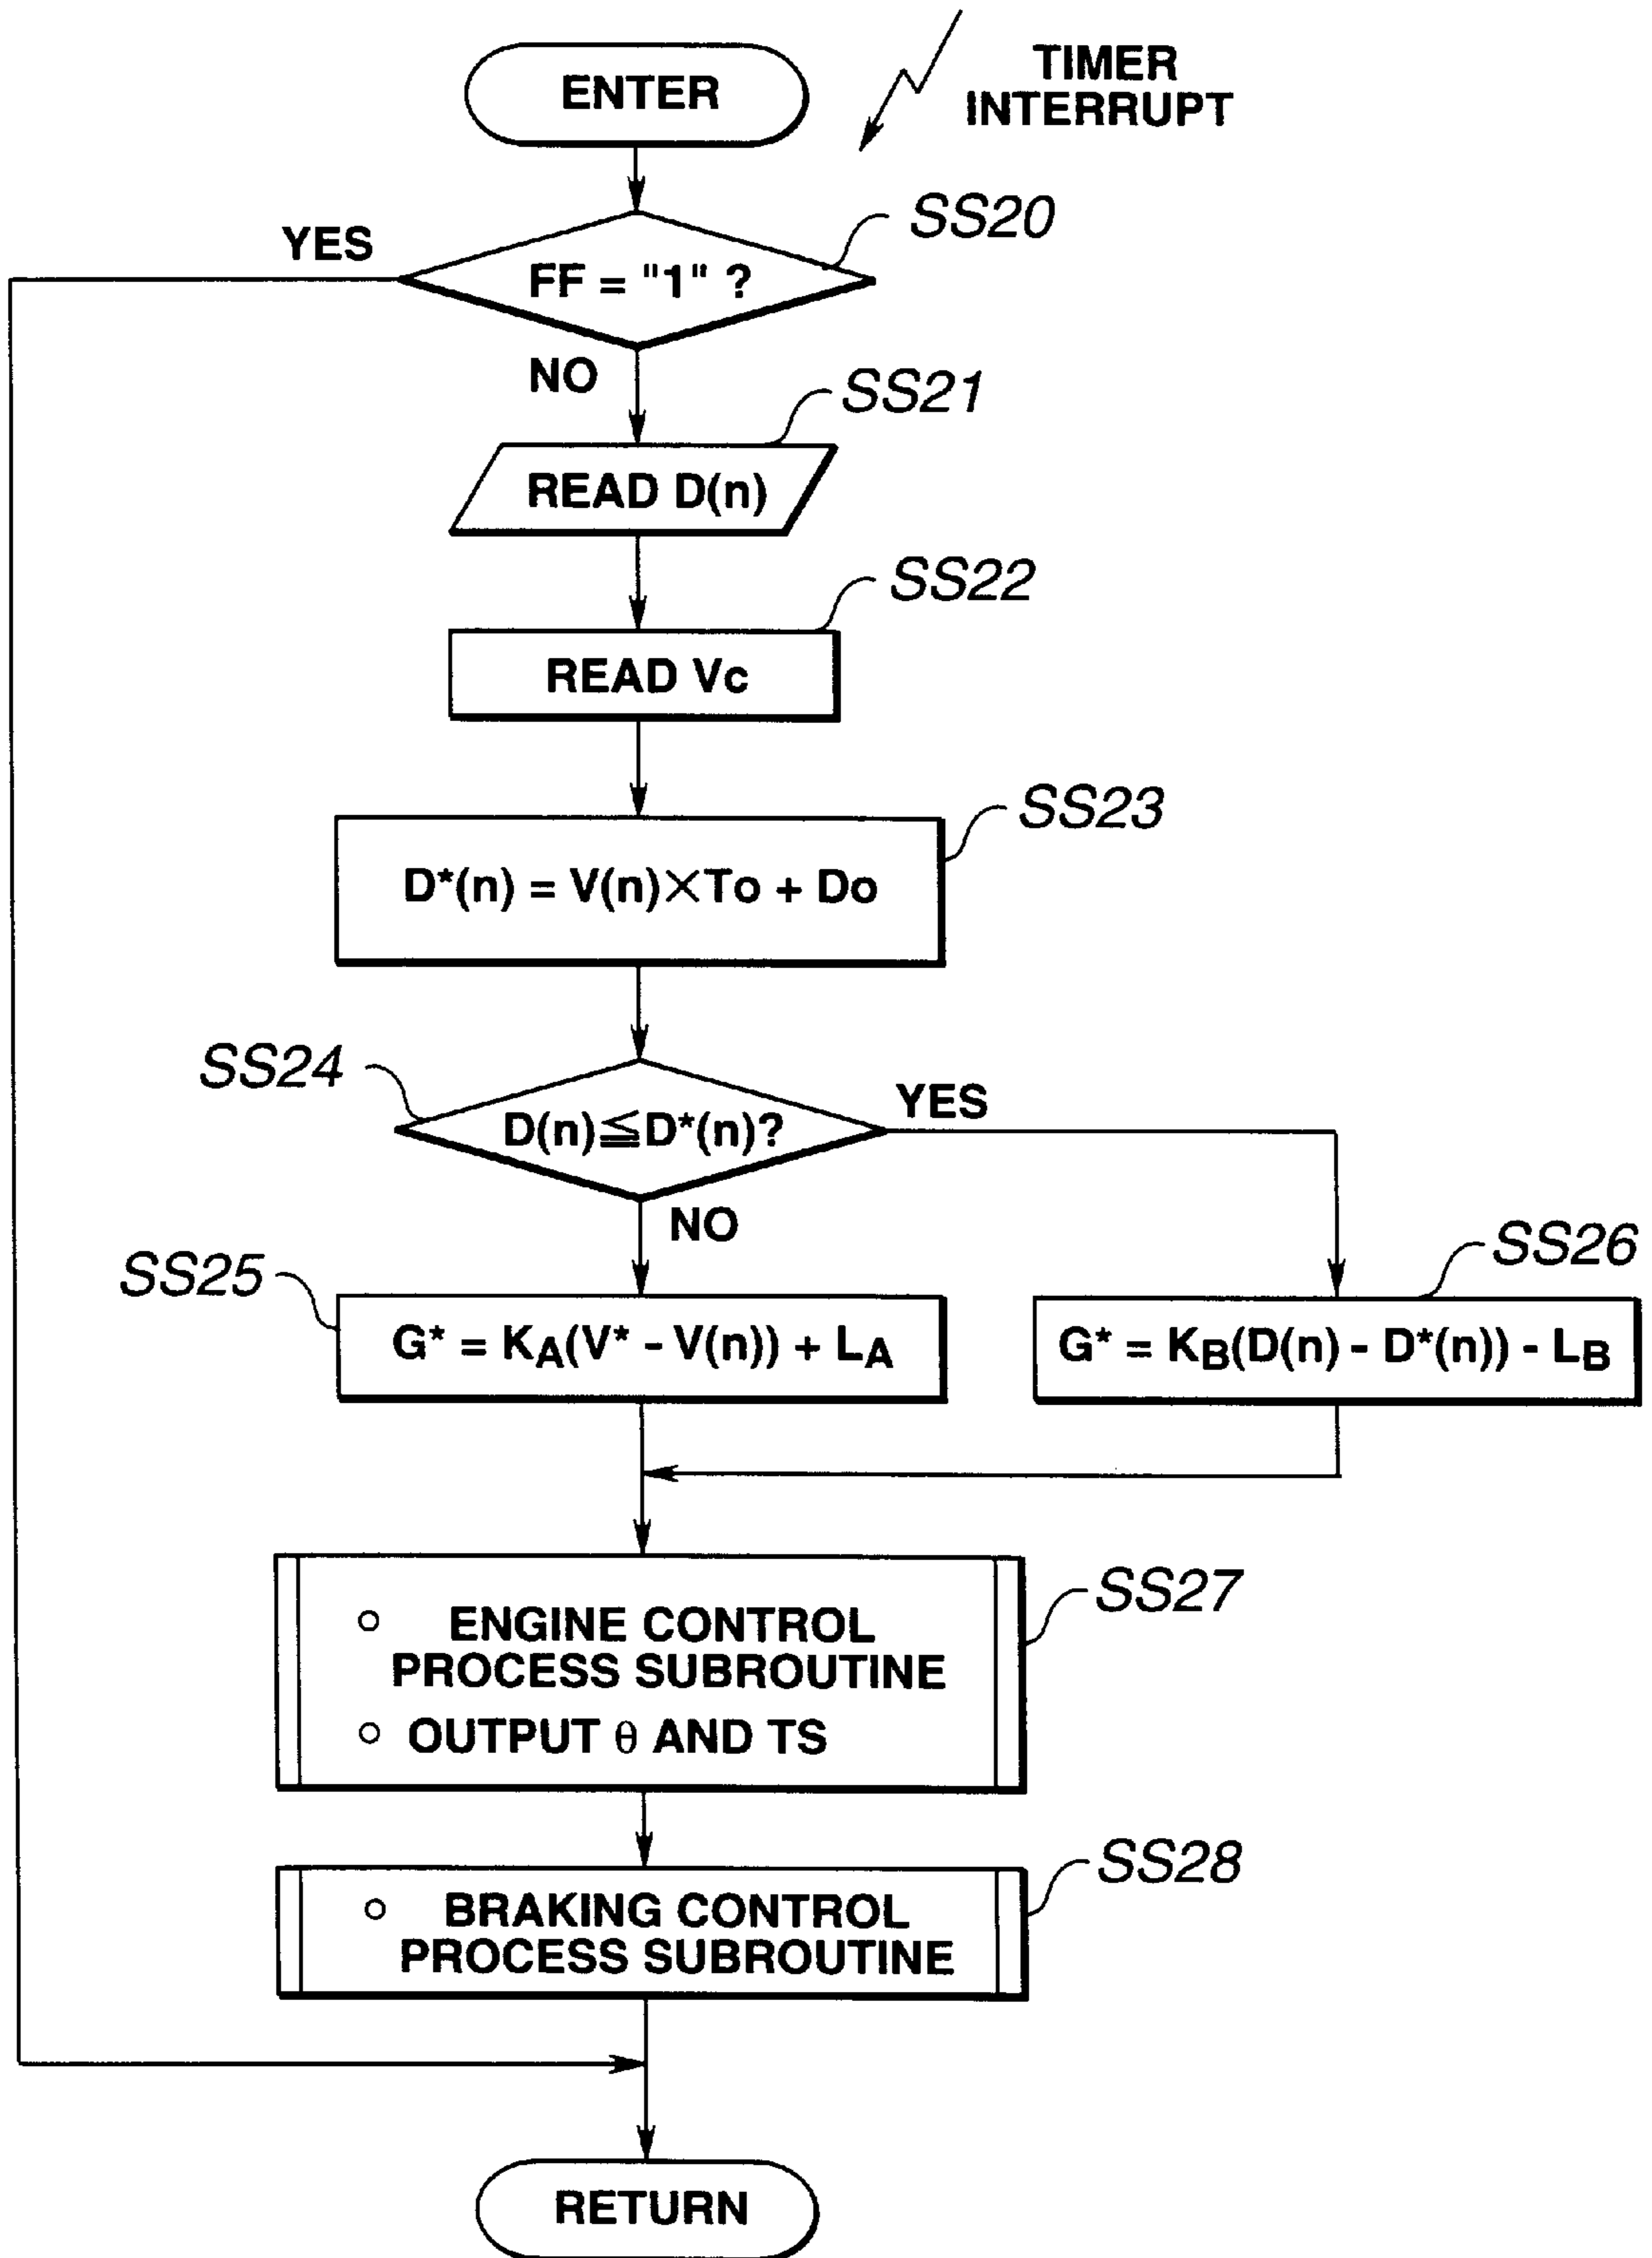 ENTER
TIMER
INTERRUPT
SS20
YES
FF = "1" ?
NO
SS21
READ D(n)
SS22
READ Vc
SS23
D*(n) = V(n)×To + Do
SS24
D(n)≦D*(n)?
YES
NO
SS25
G* = KA(V* - V(n)) + LA
SS26
G* = KB(D(n) - D*(n)) - LB
SS27
○ ENGINE CONTROL
PROCESS SUBROUTINE
○ OUTPUT θ AND TS
SS28
○ BRAKING CONTROL
PROCESS SUBROUTINE
RETURN